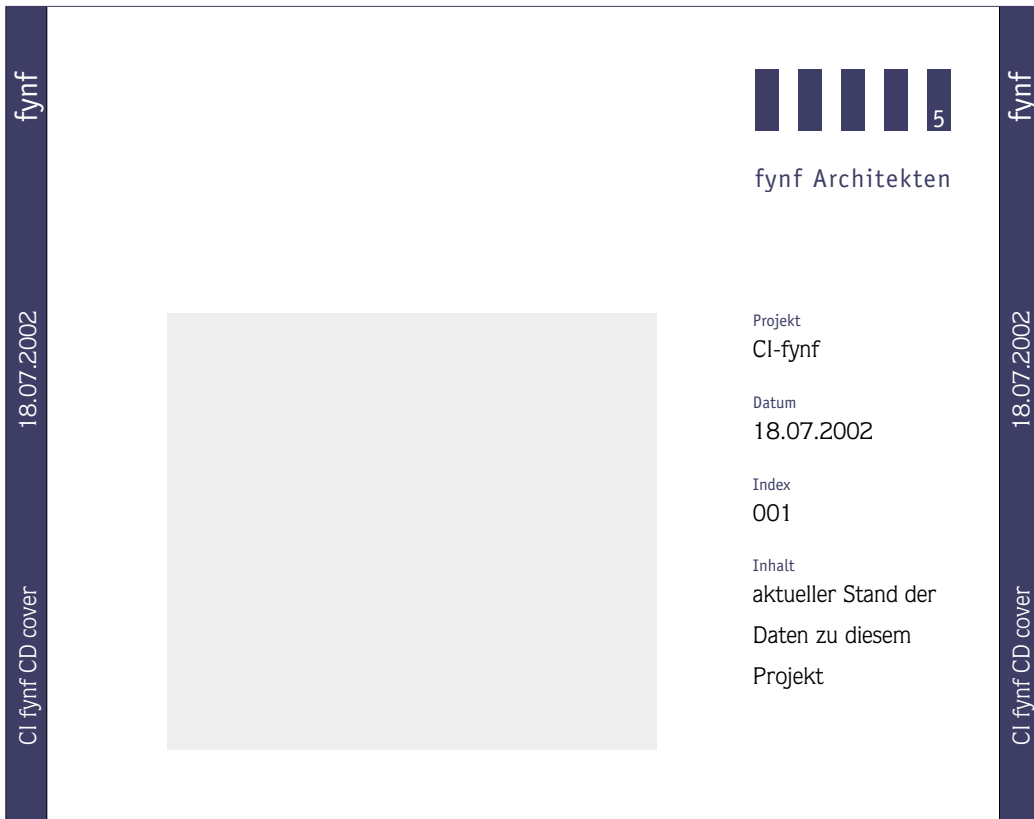 fynf
18.07.2002
CI fynf CD cover
5
fynf Architekten
Projekt
CI-fynf
Datum
18.07.2002
Index
001
Inhalt
aktueller Stand der
Daten zu diesem
Projekt
fynf
18.07.2002
CI fynf CD cover